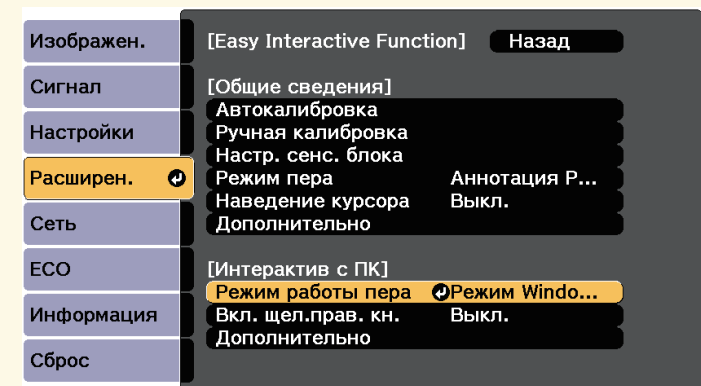 Изображен.
Сигнал
Настройки
Расширен.
Сеть
ECO
Информация
Сброс
[Easy Interactive Function] Назад
[Общие сведения]
Автокалибровка
Ручная калибровка
Настр. сенс. блока
Режим пера Аннотация P...
Наведение курсора Выкл.
Дополнительно
[Интерактив с ПК]
Режим работы пера Режим Windo...
Вкл. щел.прав. кн. Выкл.
Дополнительно